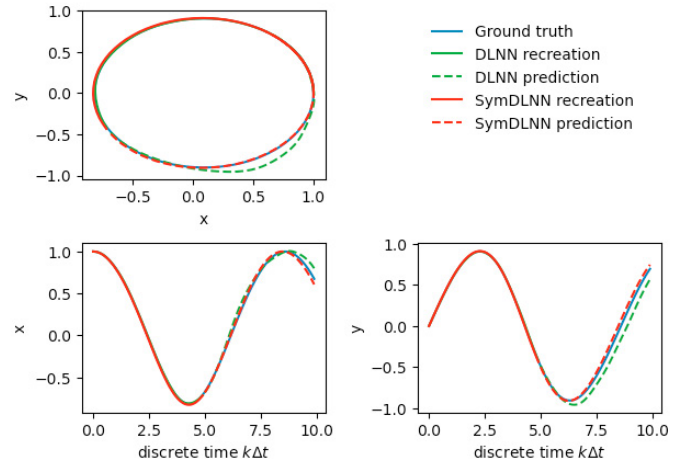 1.0
0.5
0.0
−0.5
−1.0
y
−0.5 0.0 0.5 1.0
x
Ground truth
DLNN recreation
DLNN prediction
SymDLNN recreation
SymDLNN prediction
1.0
0.5
0.0
−0.5
x
0.0 2.5 5.0 7.5 10.0
discrete time kΔt
1.0
0.5
0.0
−0.5
−1.0
y
0.0 2.5 5.0 7.5 10.0
discrete time kΔt